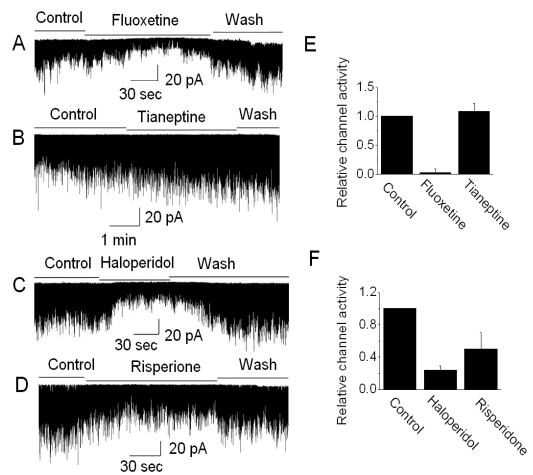 A
Control Fluoxetine Wash
20 pA
30 sec
B
Control Tianeptine Wash
20 pA
1 min
C
Control Haloperidol Wash
20 pA
30 sec
D
Control Risperione Wash
20 pA
30 sec
E
Relative channel activity
1.5
1.0
0.5
0.0
Control
Fluoxetine
Tianeptine
F
Relative channel activity
1.2
0.8
0.4
0.0
Control
Haloperidol
Risperidone